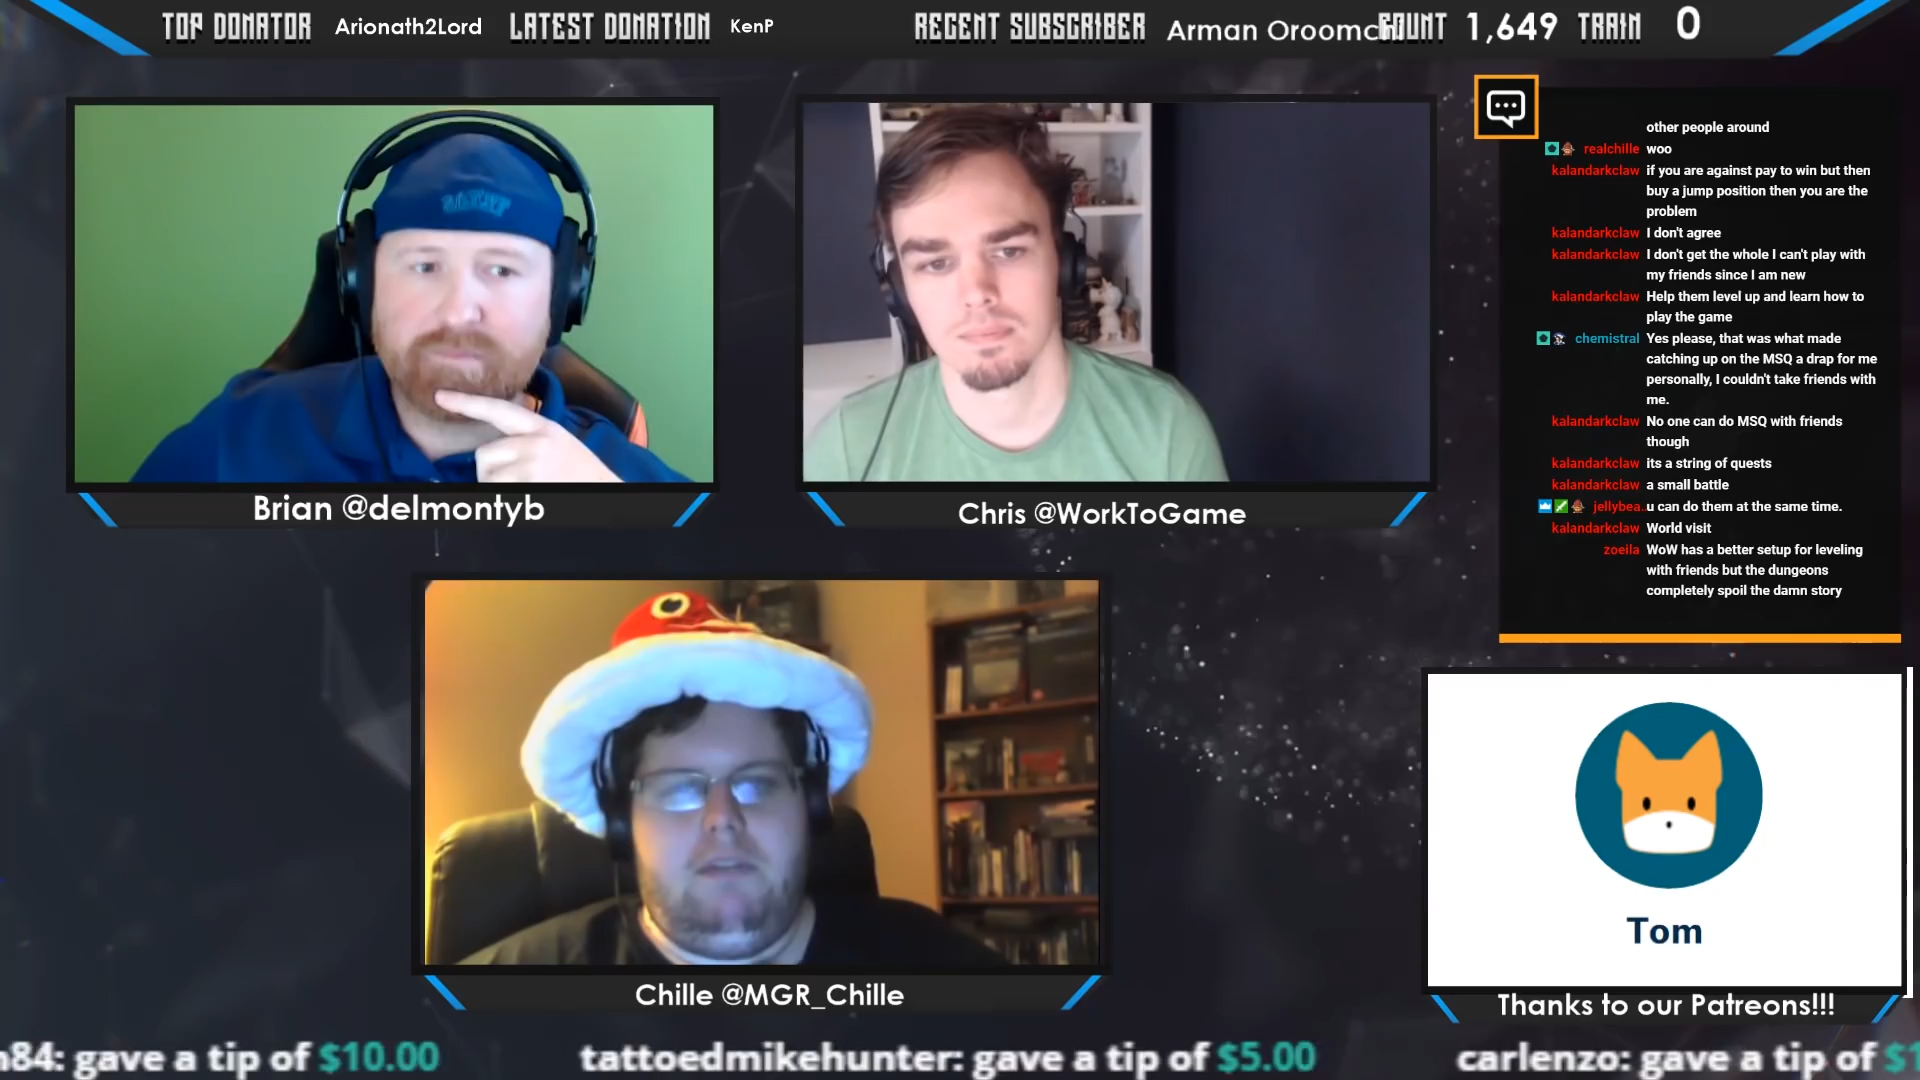 TOP DONATOR Arionath2Lord LATEST DONATION KenP RECENT SUBSCRIBER Arman COUNT 1,649 TRAIN 0
other people around
realchille woo
kalandarkclaw if you are against pay to win but then
buy a jump position then you are the
problem
kalandarkclaw I don't agree
kalandarkclaw I don't get the whole I can't play with
my friends since I am new
kalandarkclaw Help them level up and learn how to
play the game
chemistral Yes please, that was what made
catching up on the MSQ a drap for me
personally, I couldn't take friends with
me.
kalandarkclaw No one can do MSQ with friends
though
kalandarkclaw its a string of quests
kalandarkclaw a small battle
jellybea.. u can do them at the same time.
kalandarkclaw World visit
zoeila WoW has a better setup for leveling
with friends but the dungeons
completely spoil the damn story
Brian @delmontyb
Chris @WorkToGame
Tom
Chille @MGR_Chille
Thanks to our Patreons!!!
84: gave a tip of $10.00 tattoedmikehunter: gave a tip of $5.00 carlenzo: gave a tip of